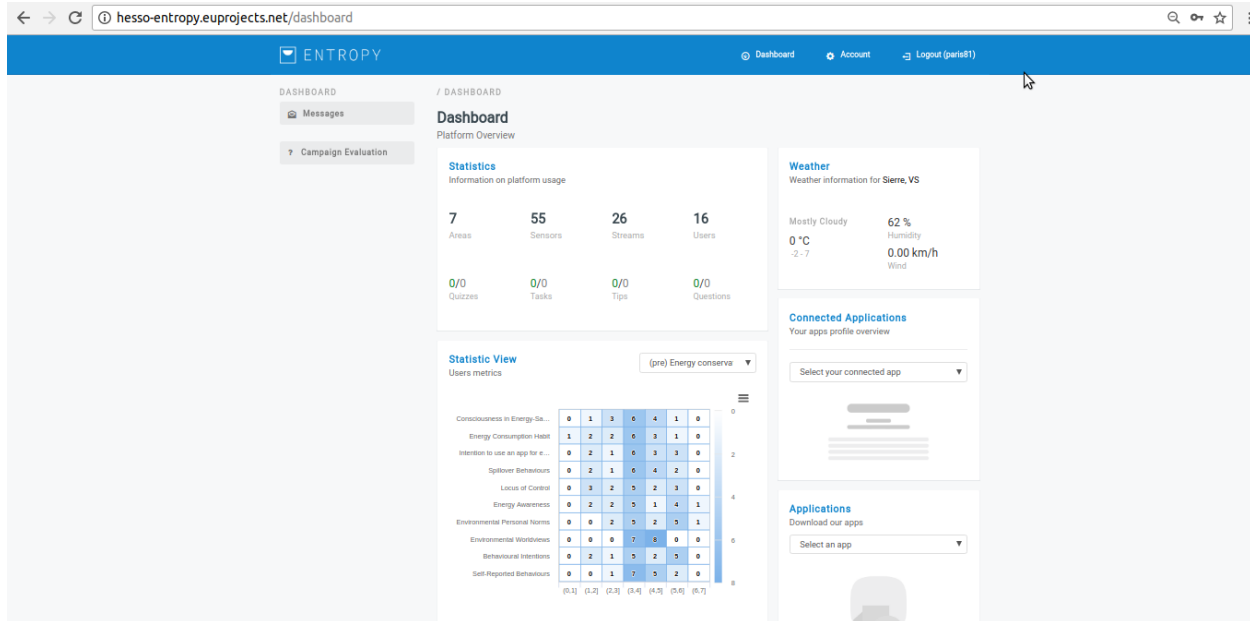 hesso-entropy.euprojects.net/dashboard
ENTROPY
Dashboard
Account
Logout (paris81)
DASHBOARD
Messages
? Campaign Evaluation
/ DASHBOARD
Dashboard
Platform Overview
Statistics
Information on platform usage
7 55 26 16
Areas Sensors Streams Users
0/0 0/0 0/0 0/0
Quizzes Tasks Tips Questions
Statistic View
Users metrics
(pre) Energy conserva
Consciousness in Energy-Sa... 0 1 3 6 4 1 0
Energy Consumption Habit 1 2 2 6 3 1 0
Intention to use an app for e... 0 2 1 6 3 3 0
Spillover Behaviours 0 2 1 6 4 2 0
Locus of Control 0 3 2 5 2 3 0
Energy Awareness 0 2 2 5 1 4 1
Environmental Personal Norms 0 0 2 5 2 5 1
Environmental Worldviews 0 0 0 7 8 0 0
Behavioural Intentions 0 2 1 5 2 5 0
Self-Reported Behaviours 0 0 1 7 5 2 0
(0,1] (1,2] (2,3] (3,4] (4,5] (5,6] (6,7]
0
2
4
6
8
Weather
Weather information for Sierre, VS
Mostly Cloudy
0 °C
-2 - 7
62 %
Humidity
0.00 km/h
Wind
Connected Applications
Your apps profile overview
Select your connected app
Applications
Download our apps
Select an app